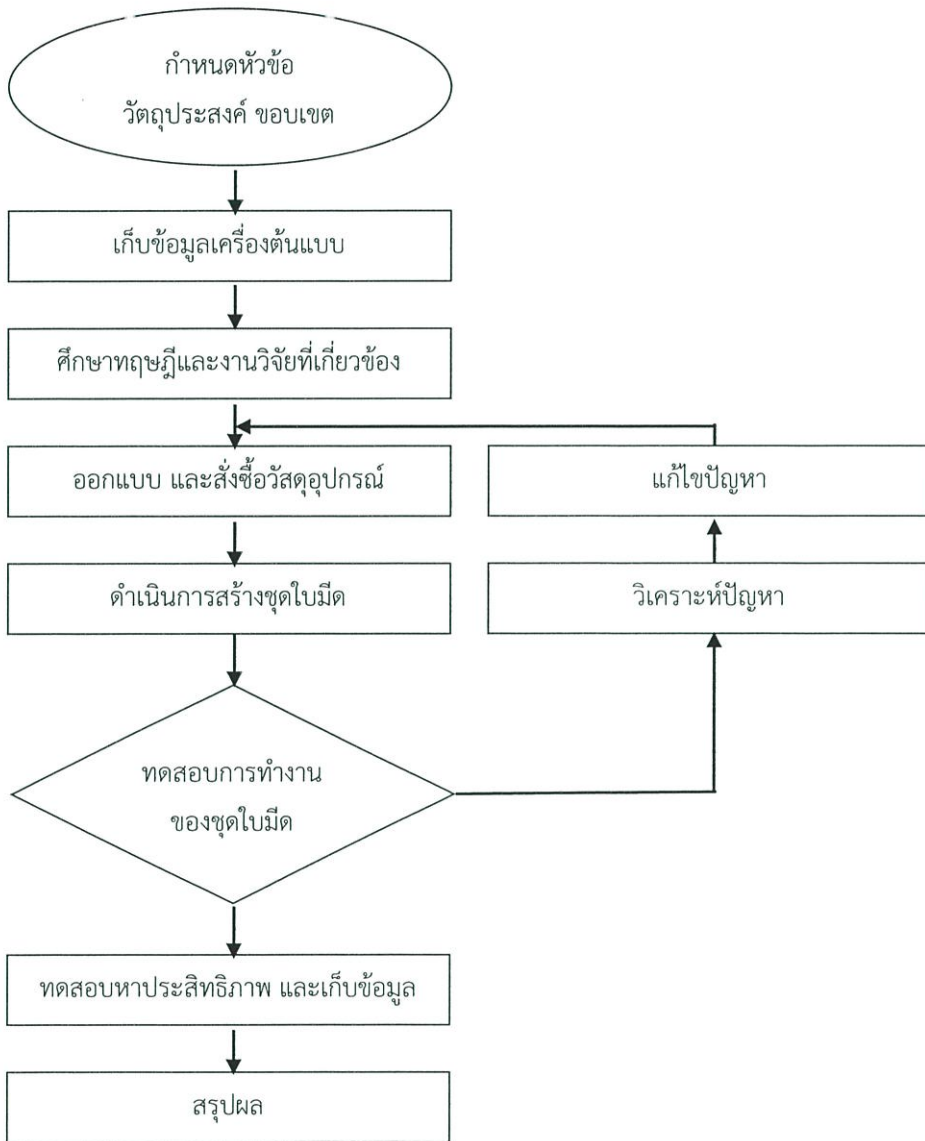 กำหนดหัวข้อ
วัตถุประสงค์ ขอบเขต
เก็บข้อมูลเครื่องต้นแบบ
ศึกษาทฤษฎีและงานวิจัยที่เกี่ยวข้อง
ออกแบบ และสั่งซื้อวัสดุอุปกรณ์
แก้ไขปัญหา
ดำเนินการสร้างชุดใบมีด
วิเคราะห์ปัญหา
ทดสอบการทำงาน
ของชุดใบมีด
ทดสอบหาประสิทธิภาพ และเก็บข้อมูล
สรุปผล